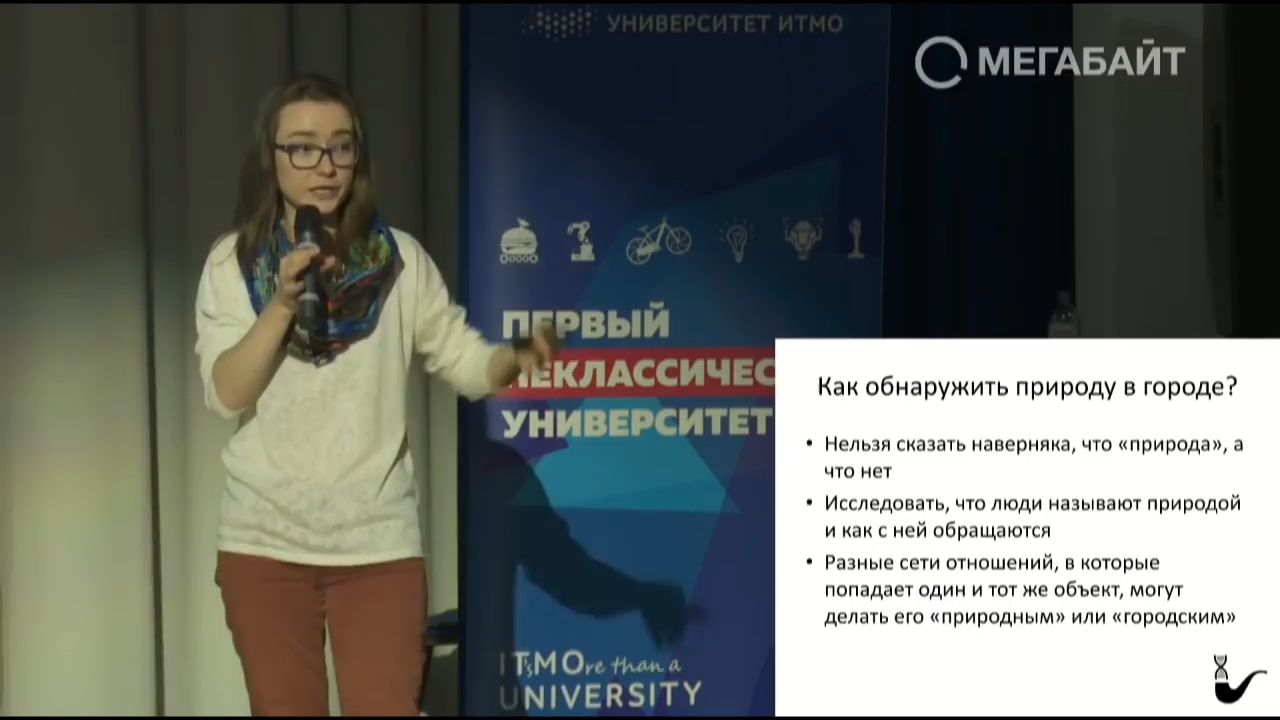 УНИВЕРСИТЕТ ИТМО
МЕГАБАЙТ
ПЕРВЫЙ
НЕКЛАССИЧЕС
УНИВЕРСИТЕТ
IT'sMOre than a
UNIVERSITY
Как обнаружить природу в городе?
• Нельзя сказать наверняка, что «природа», а
что нет
• Исследовать, что люди называют природой
и как с ней обращаются
• Разные сети отношений, в которые
попадает один и тот же объект, могут
делать его «природным» или «городским»